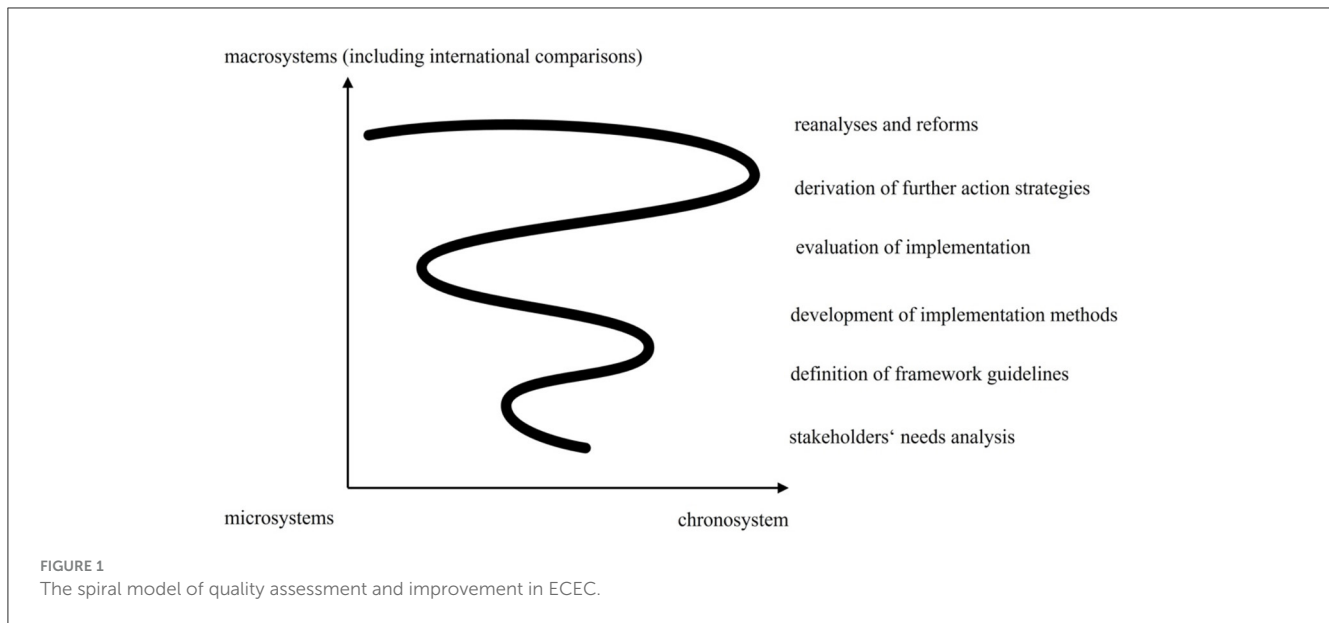 macrosystems (including international comparisons)
reanalyses and reforms
derivation of further action strategies
evaluation of implementation
development of implementation methods
definition of framework guidelines
stakeholders‘ needs analysis
microsystems
chronosystem
FIGURE 1
The spiral model of quality assessment and improvement in ECEC.